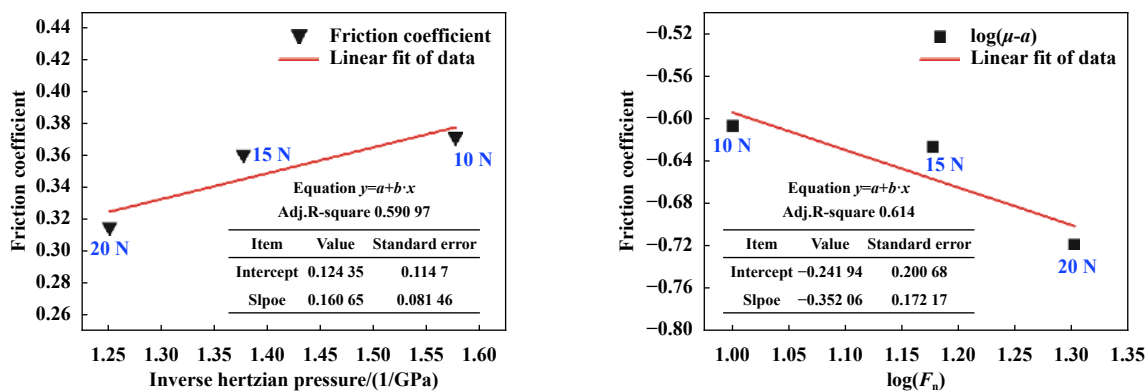 Friction coefficient
0.44
0.42
0.40
0.38
0.36
0.34
0.32
0.30
0.28
0.26
Friction coefficient
Linear fit of data
15 N
10 N
20 N
Equation y=a+b·x
Adj.R-square 0.590 97
Item Value Standard error
Intercept 0.124 35 0.114 7
Slpoe 0.160 65 0.081 46
1.25 1.30 1.35 1.40 1.45 1.50 1.55 1.60
Inverse hertzian pressure/(1/GPa)
Friction coefficient
−0.52
−0.56
−0.60
−0.64
−0.68
−0.72
−0.76
−0.80
log(μ-a)
Linear fit of data
10 N
15 N
20 N
Equation y=a+b·x
Adj.R-square 0.614
Item Value Standard error
Intercept −0.241 94 0.200 68
Slpoe −0.352 06 0.172 17
1.00 1.05 1.10 1.15 1.20 1.25 1.30 1.35
log(Fn)